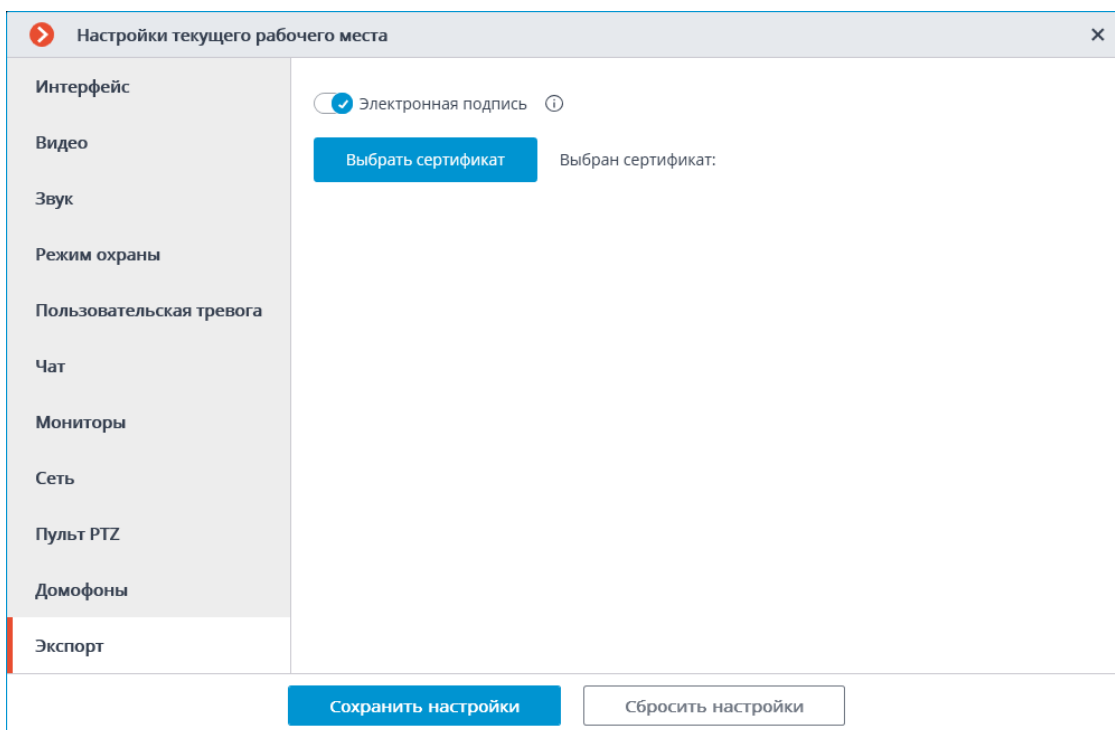 Настройки текущего рабочего места
Интерфейс
Видео
Звук
Режим охраны
Пользовательская тревога
Чат
Мониторы
Сеть
Пульт PTZ
Домофоны
Экспорт
Электронная подпись
Выбрать сертификат
Выбран сертификат:
Сохранить настройки
Сбросить настройки